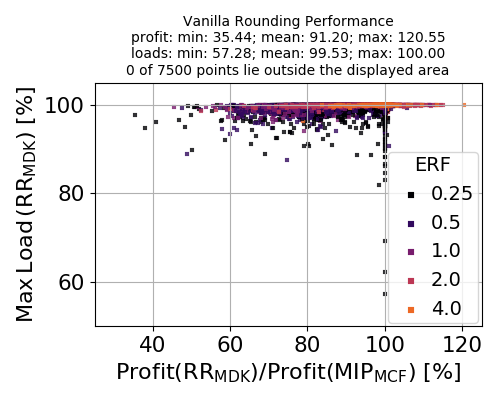 Vanilla Rounding Performance
profit: min: 35.44; mean: 91.20; max: 120.55
loads: min: 57.28; mean: 99.53; max: 100.00
0 of 7500 points lie outside the displayed area
Max Load (RR_MDK) [%]
100
80
60
ERF
0.25
0.5
1.0
2.0
4.0
40 60 80 100 120
Profit(RR_MDK)/Profit(MIP_MCF) [%]